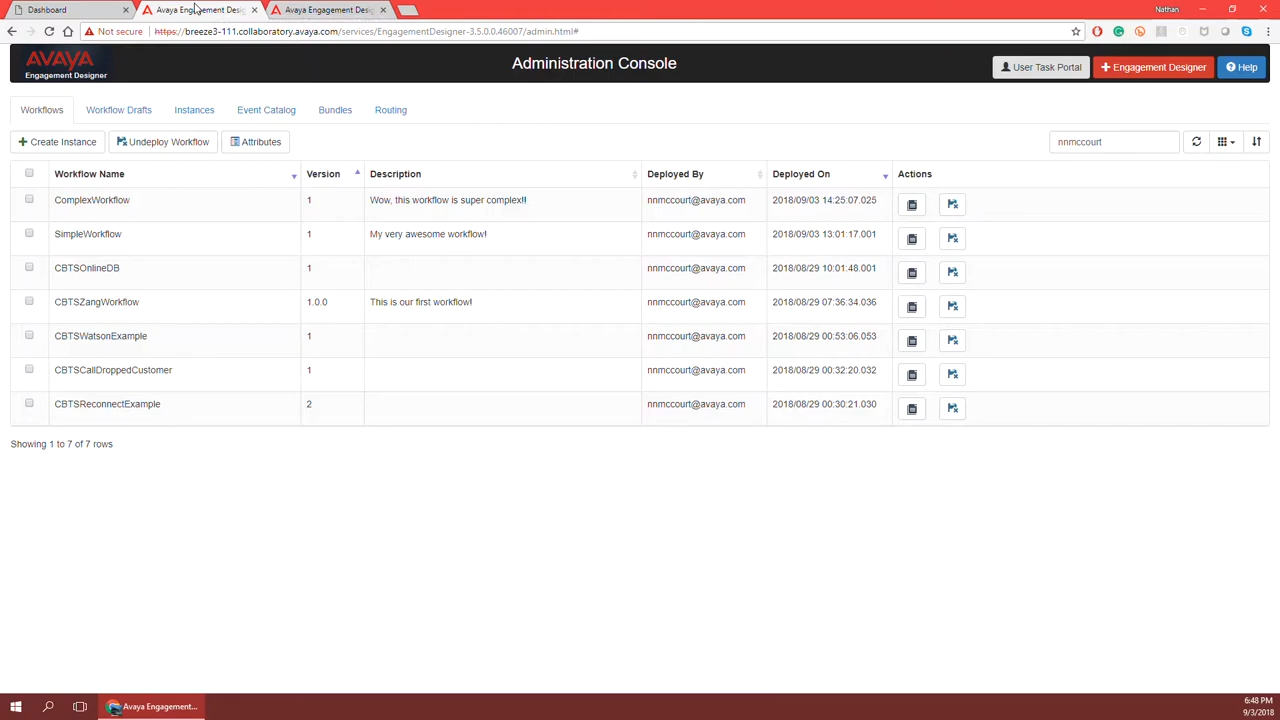 Dashboard
Avaya Engagement Desi
Avaya Engagement Desi
Nathan
Not secure https://breeze3-111.collaboratory.avaya.com/services/EngagementDesigner-3.5.0.0.46007/admin.html#
AVAYA
Engagement Designer
Administration Console
User Task Portal
Engagement Designer
Help
Workflows
Workflow Drafts
Instances
Event Catalog
Bundles
Routing
Create Instance
Undeploy Workflow
Attributes
nnmccourt
Workflow Name Version Description Deployed By Deployed On Actions
ComplexWorkflow 1 Wow, this workflow is super complex!! nnmccourt@avaya.com 2018/09/03 14:25:07.025
SimpleWorkflow 1 My very awesome workflow! nnmccourt@avaya.com 2018/09/03 13:01:17.001
CBTSOnlineDB 1 nnmccourt@avaya.com 2018/08/29 10:01:48.001
CBTSZangWorkflow 1.0.0 This is our first workflow! nnmccourt@avaya.com 2018/08/29 07:36:34.036
CBTSWatsonExample 1 nnmccourt@avaya.com 2018/08/29 00:53:06.053
CBTSCallDroppedCustomer 1 nnmccourt@avaya.com 2018/08/29 00:32:20.032
CBTSReconnectExample 2 nnmccourt@avaya.com 2018/08/29 00:30:21.030
Showing 1 to 7 of 7 rows
Avaya Engagement...
6:48 PM
9/3/2018